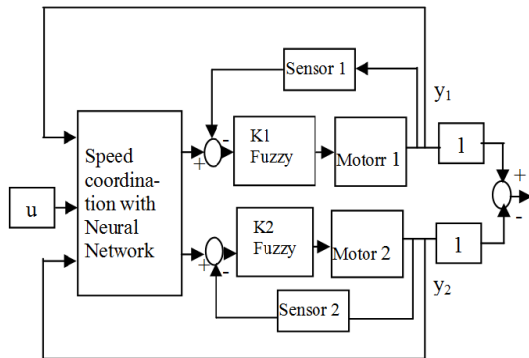 Sensor 1
y1
K1
Fuzzy
Motorr 1
1
Speed
coordina-
tion with
Neural
Network
u
+
-
+
-
K2
Fuzzy
Motor 2
1
+
-
Sensor 2
y2